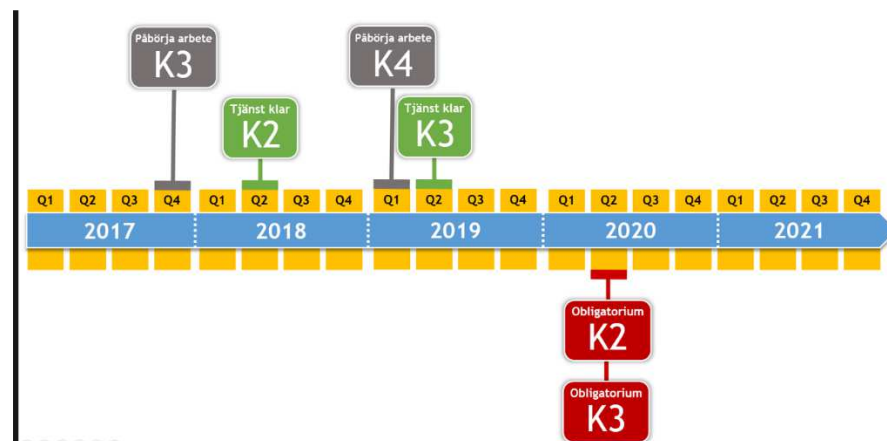 Påbörja arbete
K3
Påbörja arbete
K4
Tjänst klar
K2
Tjänst klar
K3
Q1 Q2 Q3 Q4 Q1 Q2 Q3 Q4 Q1 Q2 Q3 Q4 Q1 Q2 Q3 Q4 Q1 Q2 Q3 Q4
2017 2018 2019 2020 2021
Obligatorium
K2
Obligatorium
K3